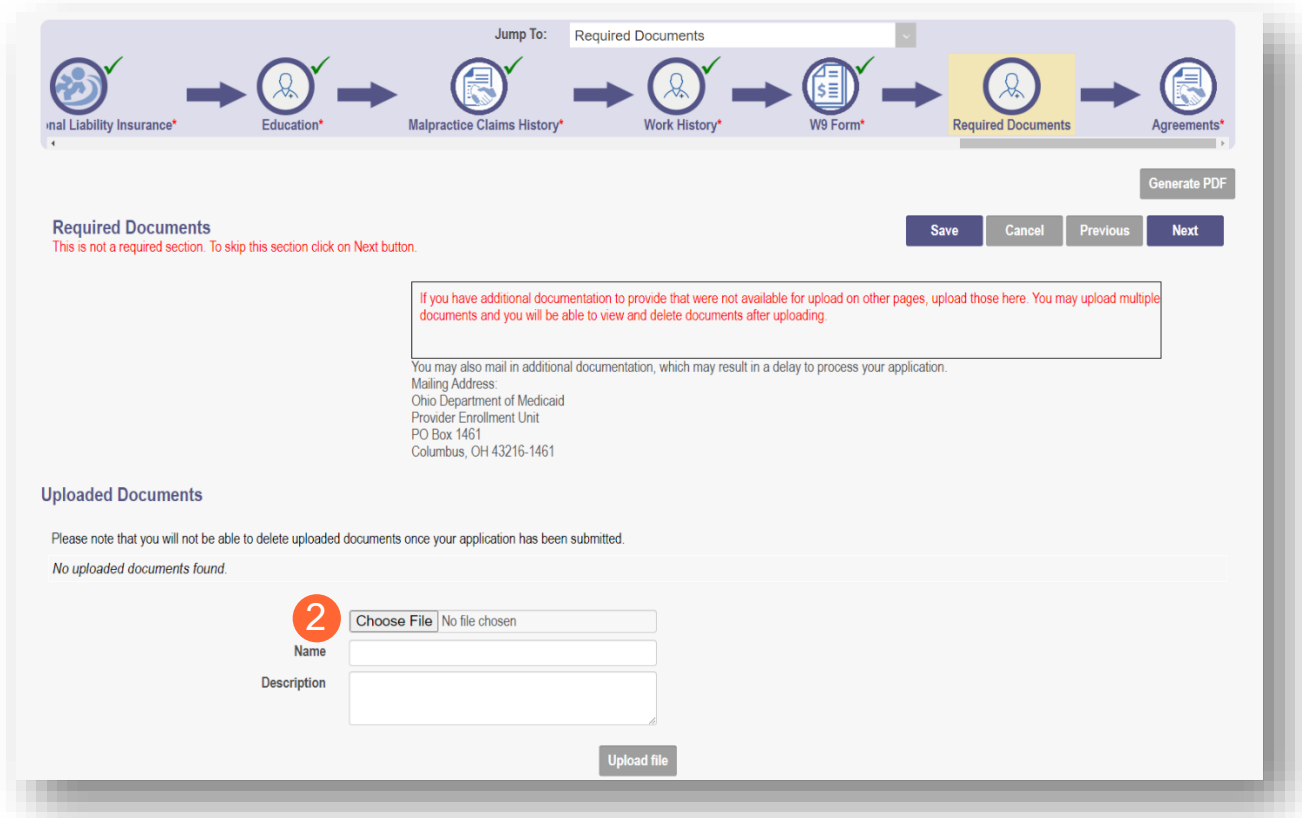 Jump To: Required Documents
onal Liability Insurance* Education* Malpractice Claims History* Work History* W9 Form* Required Documents Agreements*
Generate PDF
Required Documents
This is not a required section. To skip this section click on Next button.
Save Cancel Previous Next
If you have additional documentation to provide that were not available for upload on other pages, upload those here. You may upload multiple
documents and you will be able to view and delete documents after uploading.
You may also mail in additional documentation, which may result in a delay to process your application.
Mailing Address:
Ohio Department of Medicaid
Provider Enrollment Unit
PO Box 1461
Columbus, OH 43216-1461
Uploaded Documents
Please note that you will not be able to delete uploaded documents once your application has been submitted.
No uploaded documents found.
2 Choose File No file chosen
Name
Description
Upload file